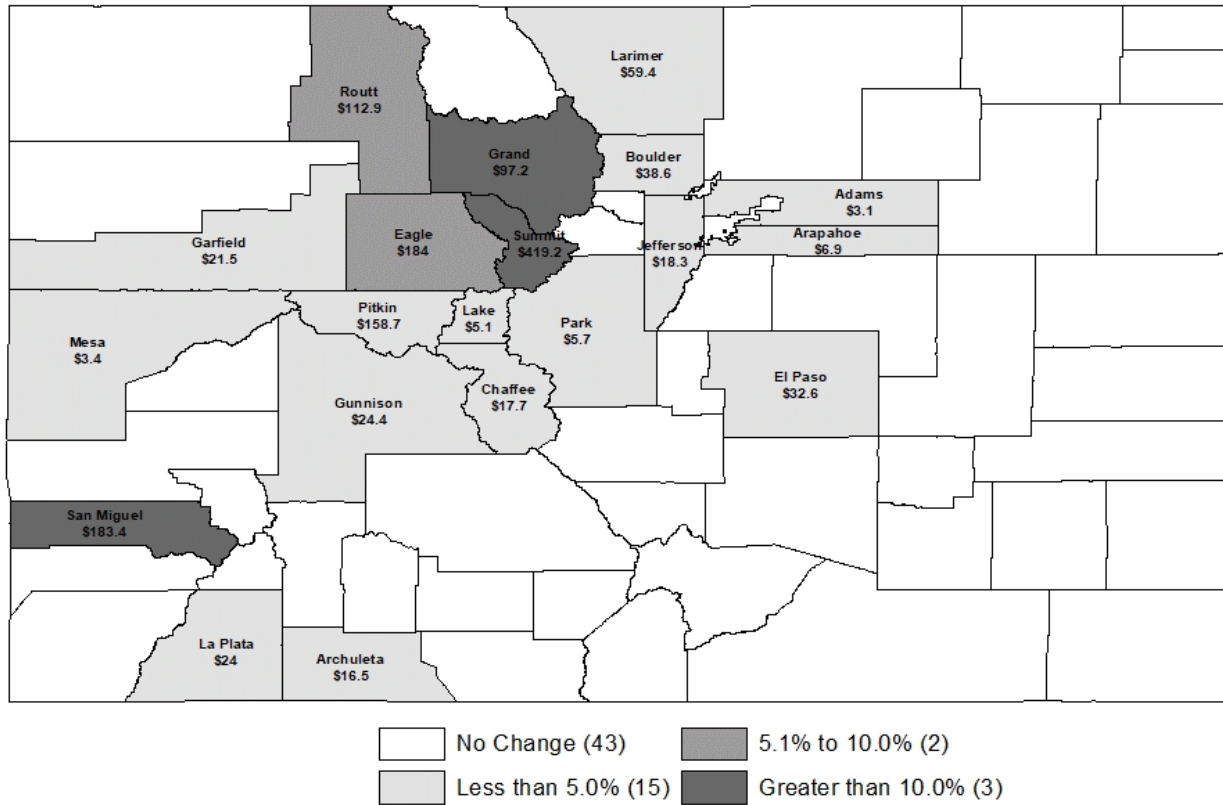 Larimer
$59.4
Routt
$112.9
Grand
$97.2
Boulder
$38.6
Adams
$3.1
Eagle
$184
Summit
$419.2
Arapahoe
$6.9
Garfield
$21.5
Jefferson
$18.3
Pitkin
$158.7
Lake
$5.1
Park
$5.7
Mesa
$3.4
El Paso
$32.6
Gunnison
$24.4
Chaffee
$17.7
San Miguel
$183.4
La Plata
$24
Archuleta
$16.5
No Change (43)
5.1% to 10.0% (2)
Less than 5.0% (15)
Greater than 10.0% (3)